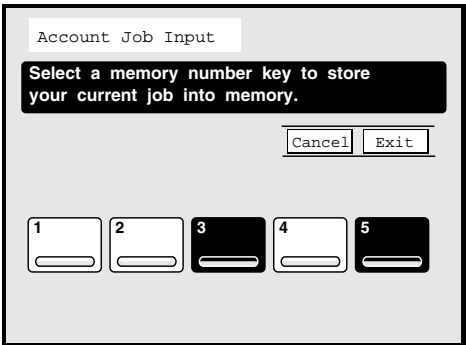 Account Job Input
Select a memory number key to store
your current job into memory.
Cancel Exit
1 2 3 4 5